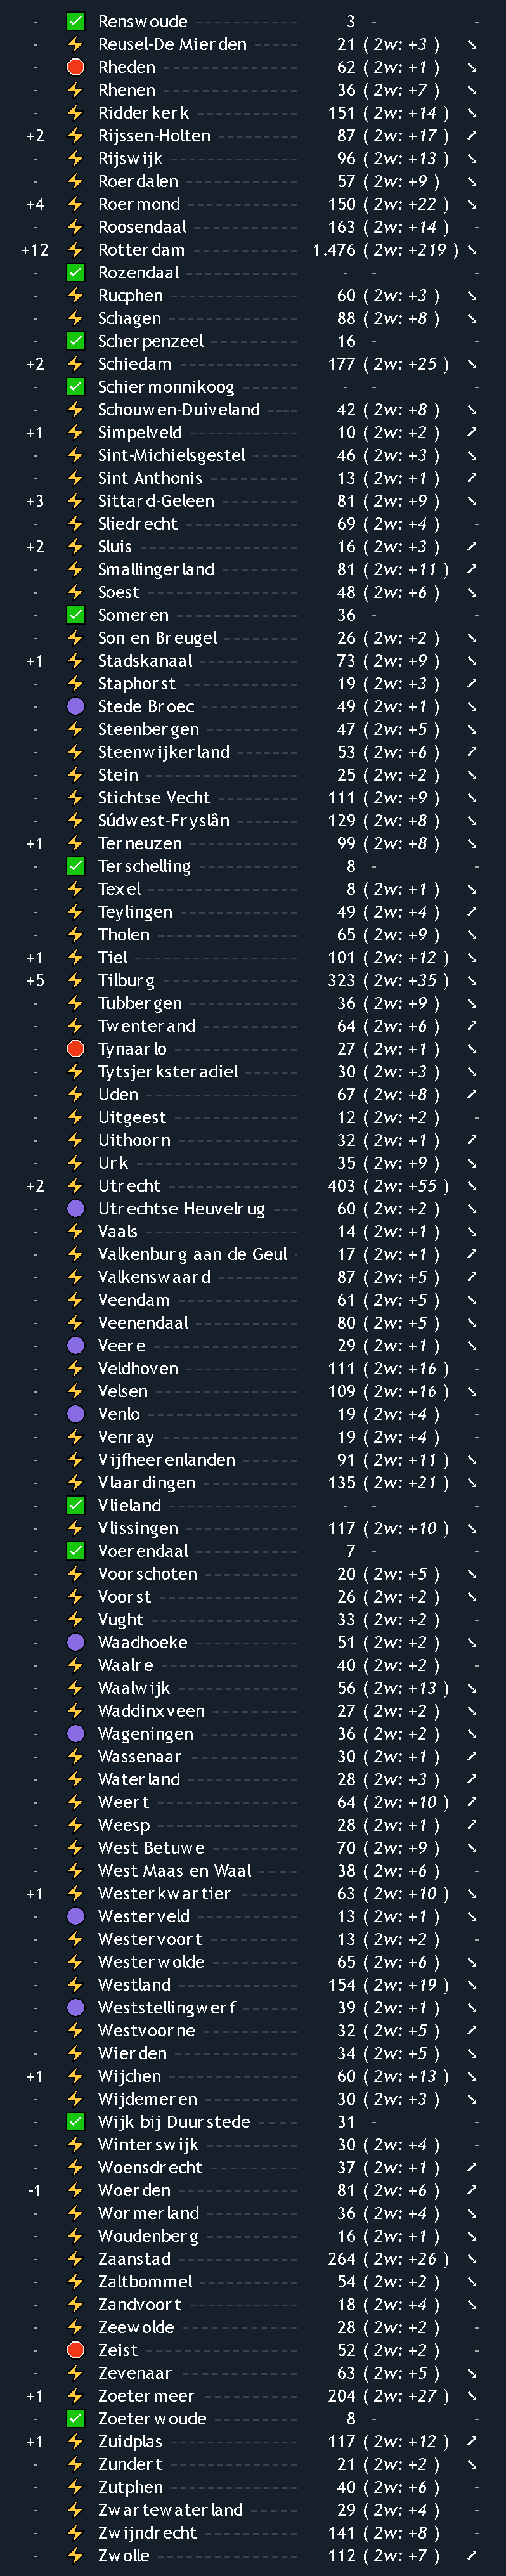 - ✅ Renswoude 3 - -
- ⚡ Reusel-De Mierden 21 ( 2w: +3 ) ➘
- 🛑 Rheden 62 ( 2w: +1 ) ➘
- ⚡ Rhenen 36 ( 2w: +7 ) ➘
- ⚡ Ridderkerk 151 ( 2w: +14 ) ➘
+2 ⚡ Rijssen-Holten 87 ( 2w: +17 ) ➚
- ⚡ Rijswijk 96 ( 2w: +13 ) ➘
- ⚡ Roerdalen 57 ( 2w: +9 ) ➘
+4 ⚡ Roermond 150 ( 2w: +22 ) ➘
- ⚡ Roosendaal 163 ( 2w: +14 ) -
+12 ⚡ Rotterdam 1.476 ( 2w: +219 ) ➘
- ✅ Rozendaal - - -
- ⚡ Rucphen 60 ( 2w: +3 ) ➘
- ⚡ Schagen 88 ( 2w: +8 ) ➘
- ✅ Scherpenzeel 16 - -
+2 ⚡ Schiedam 177 ( 2w: +25 ) ➘
- ✅ Schiermonnikoog - - -
- ⚡ Schouwen-Duiveland 42 ( 2w: +8 ) ➘
+1 ⚡ Simpelveld 10 ( 2w: +2 ) ➚
- ⚡ Sint-Michielsgestel 46 ( 2w: +3 ) ➘
- ⚡ Sint Anthonis 13 ( 2w: +1 ) ➚
+3 ⚡ Sittard-Geleen 81 ( 2w: +9 ) ➘
- ⚡ Sliedrecht 69 ( 2w: +4 ) -
+2 ⚡ Sluis 16 ( 2w: +3 ) ➚
- ⚡ Smallingerland 81 ( 2w: +11 ) ➚
- ⚡ Soest 48 ( 2w: +6 ) ➘
- ✅ Someren 36 - -
- ⚡ Son en Breugel 26 ( 2w: +2 ) ➘
+1 ⚡ Stadskanaal 73 ( 2w: +9 ) ➘
- ⚡ Staphorst 19 ( 2w: +3 ) ➚
- 🟣 Stede Broec 49 ( 2w: +1 ) ➘
- ⚡ Steenbergen 47 ( 2w: +5 ) ➘
- ⚡ Steenwijkerland 53 ( 2w: +6 ) ➚
- ⚡ Stein 25 ( 2w: +2 ) ➘
- ⚡ Stichtse Vecht 111 ( 2w: +9 ) ➘
- ⚡ Súdwest-Fryslân 129 ( 2w: +8 ) ➘
+1 ⚡ Terneuzen 99 ( 2w: +8 ) ➘
- ✅ Terschelling 8 - -
- ⚡ Texel 8 ( 2w: +1 ) ➘
- ⚡ Teylingen 49 ( 2w: +4 ) ➚
- ⚡ Tholen 65 ( 2w: +9 ) ➘
+1 ⚡ Tiel 101 ( 2w: +12 ) ➘
+5 ⚡ Tilburg 323 ( 2w: +35 ) ➘
- ⚡ Tubbergen 36 ( 2w: +9 ) ➘
- ⚡ Twenterand 64 ( 2w: +6 ) ➚
- 🛑 Tynaarlo 27 ( 2w: +1 ) ➘
- ⚡ Tytsjerksteradiel 30 ( 2w: +3 ) ➘
- ⚡ Uden 67 ( 2w: +8 ) ➚
- ⚡ Uitgeest 12 ( 2w: +2 ) -
- ⚡ Uithoorn 32 ( 2w: +1 ) ➚
- ⚡ Urk 35 ( 2w: +9 ) ➘
+2 ⚡ Utrecht 403 ( 2w: +55 ) ➘
- 🟣 Utrechtse Heuvelrug 60 ( 2w: +2 ) ➘
- ⚡ Vaals 14 ( 2w: +1 ) ➘
- ⚡ Valkenburg aan de Geul 17 ( 2w: +1 ) ➚
- ⚡ Valkenswaard 87 ( 2w: +5 ) ➚
- ⚡ Veendam 61 ( 2w: +5 ) ➘
- ⚡ Veenendaal 80 ( 2w: +5 ) ➘
- 🟣 Veere 29 ( 2w: +1 ) ➘
- ⚡ Veldhoven 111 ( 2w: +16 ) -
- ⚡ Velsen 109 ( 2w: +16 ) ➘
- 🟣 Venlo 19 ( 2w: +4 ) -
- ⚡ Venray 19 ( 2w: +4 ) -
- ⚡ Vijfheerenlanden 91 ( 2w: +11 ) ➘
- ⚡ Vlaardingen 135 ( 2w: +21 ) ➘
- ✅ Vlieland - - -
- ⚡ Vlissingen 117 ( 2w: +10 ) ➘
- ✅ Voerendaal 7 - -
- ⚡ Voorschoten 20 ( 2w: +5 ) ➘
- ⚡ Voorst 26 ( 2w: +2 ) ➘
- ⚡ Vught 33 ( 2w: +2 ) -
- 🟣 Waadhoeke 51 ( 2w: +2 ) ➘
- ⚡ Waalre 40 ( 2w: +2 ) -
- ⚡ Waalwijk 56 ( 2w: +13 ) ➘
- ⚡ Waddinxveen 27 ( 2w: +2 ) ➘
- 🟣 Wageningen 36 ( 2w: +2 ) ➘
- ⚡ Wassenaar 30 ( 2w: +1 ) ➚
- ⚡ Waterland 28 ( 2w: +3 ) ➚
- ⚡ Weert 64 ( 2w: +10 ) ➚
- ⚡ Weesp 28 ( 2w: +1 ) ➚
- ⚡ West Betuwe 70 ( 2w: +9 ) ➘
- ⚡ West Maas en Waal 38 ( 2w: +6 ) -
+1 ⚡ Westerkwartier 63 ( 2w: +10 ) ➘
- 🟣 Westerveld 13 ( 2w: +1 ) ➘
- ⚡ Westervoort 13 ( 2w: +2 ) -
- ⚡ Westerwolde 65 ( 2w: +6 ) ➘
- ⚡ Westland 154 ( 2w: +19 ) ➘
- 🟣 Weststellingwerf 39 ( 2w: +1 ) ➘
- ⚡ Westvoorne 32 ( 2w: +5 ) ➚
- ⚡ Wierden 34 ( 2w: +5 ) ➘
+1 ⚡ Wijchen 60 ( 2w: +13 ) ➘
- ⚡ Wijdemeren 30 ( 2w: +3 ) ➘
- ✅ Wijk bij Duurstede 31 - -
- ⚡ Winterswijk 30 ( 2w: +4 ) -
- ⚡ Woensdrecht 37 ( 2w: +1 ) ➚
-1 ⚡ Woerden 81 ( 2w: +6 ) ➚
- ⚡ Wormerland 36 ( 2w: +4 ) ➘
- ⚡ Woudenberg 16 ( 2w: +1 ) ➘
- ⚡ Zaanstad 264 ( 2w: +26 ) ➘
- ⚡ Zaltbommel 54 ( 2w: +2 ) ➘
- ⚡ Zandvoort 18 ( 2w: +4 ) ➘
- ⚡ Zeewolde 28 ( 2w: +2 ) -
- 🛑 Zeist 52 ( 2w: +2 ) -
- ⚡ Zevenaar 63 ( 2w: +5 ) ➘
+1 ⚡ Zoetermeer 204 ( 2w: +27 ) ➘
- ✅ Zoeterwoude 8 - -
+1 ⚡ Zuidplas 117 ( 2w: +12 ) ➚
- ⚡ Zundert 21 ( 2w: +2 ) ➘
- ⚡ Zutphen 40 ( 2w: +6 ) -
- ⚡ Zwartewaterland 29 ( 2w: +4 ) -
- ⚡ Zwijndrecht 141 ( 2w: +8 ) -
- ⚡ Zwolle 112 ( 2w: +7 ) ➚